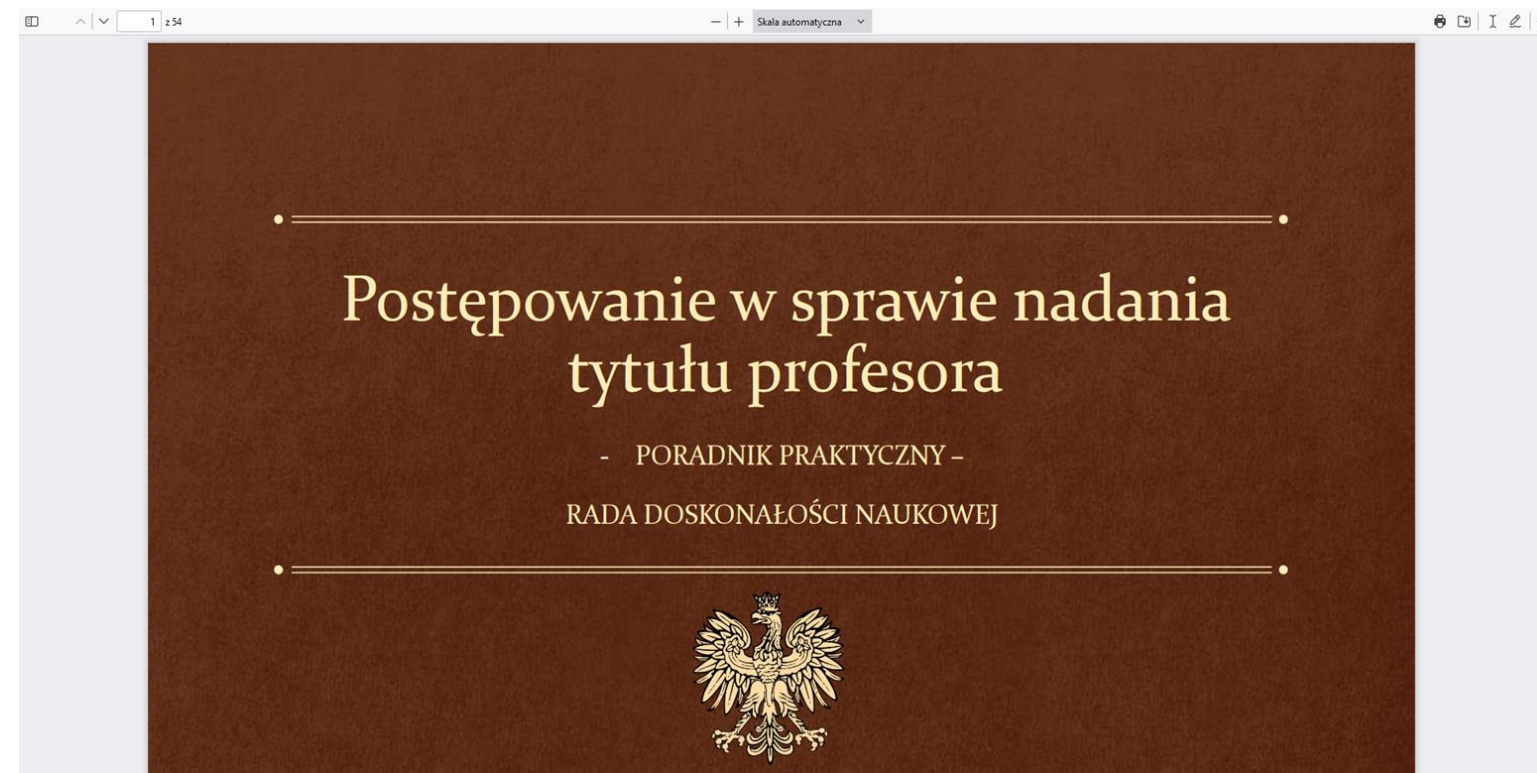 1 z 54
Skala automatyczna
Postępowanie w sprawie nadania
tytułu profesora
- PORADNIK PRAKTYCZNY –
RADA DOSKONAŁOŚCI NAUKOWEJ